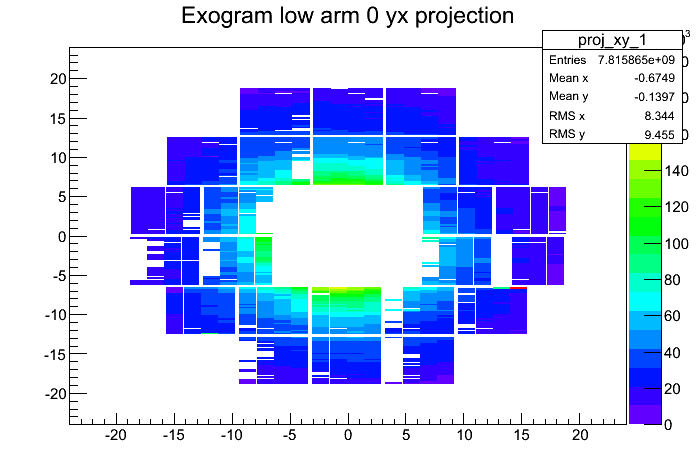 Exogram low arm 0 yx projection
proj_xy_1
Entries 7.815865e+09
Mean x -0.6749
Mean y -0.1397
RMS x 8.344
RMS y 9.455
3
20
15
10
5
0
-5
-10
-15
-20
-20 -15 -10 -5 0 5 10 15 20
140
120
100
80
60
40
20
0